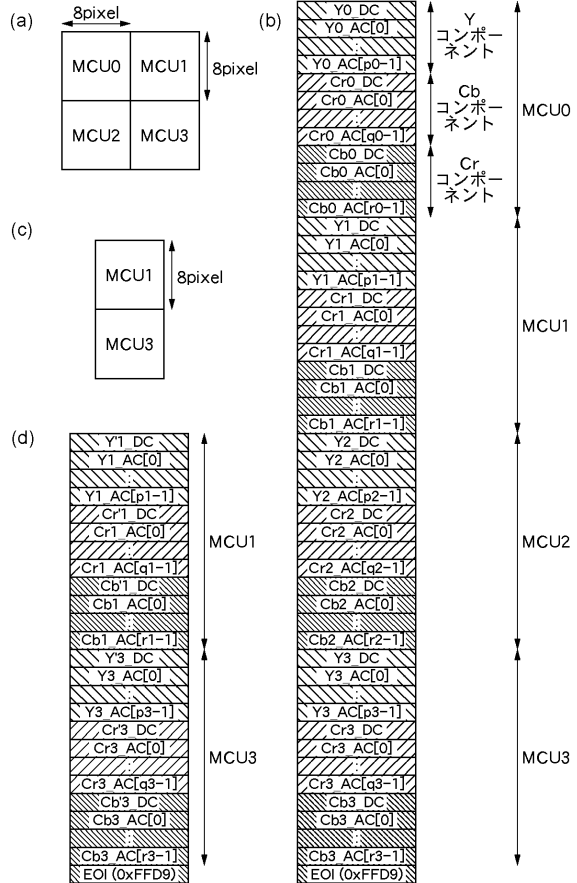 (a)
8pixel
MCU0
MCU1
8pixel
MCU2
MCU3
(b)
Y0_DC
Y0_AC[0]
Y0_AC[p0-1]
Cr0_DC
Cr0_AC[0]
Cr0_AC[q0-1]
Cb0_DC
Cb0_AC[0]
Cb0_AC[r0-1]
Y1_DC
Y1_AC[0]
Y1_AC[p1-1]
Cr1_DC
Cr1_AC[0]
Cr1_AC[q1-1]
Cb1_DC
Cb1_AC[0]
Cb1_AC[r1-1]
Y2_DC
Y2_AC[0]
Y2_AC[p2-1]
Cr2_DC
Cr2_AC[0]
Cr2_AC[q2-1]
Cb2_DC
Cb2_AC[0]
Cb2_AC[r2-1]
Y3_DC
Y3_AC[0]
Y3_AC[p3-1]
Cr3_DC
Cr3_AC[0]
Cr3_AC[q3-1]
Cb3_DC
Cb3_AC[0]
Cb3_AC[r3-1]
EOI (0xFFD9)
Y
コンポー
ネント
Cb
コンポー
ネント
Cr
コンポー
ネント
MCU0
MCU1
MCU2
MCU3
(c)
MCU1
8pixel
MCU3
(d)
Y'1_DC
Y1_AC[0]
Y1_AC[p1-1]
Cr'1_DC
Cr1_AC[0]
Cr1_AC[q1-1]
Cb'1_DC
Cb1_AC[0]
Cb1_AC[r1-1]
Y'3_DC
Y3_AC[0]
Y3_AC[p3-1]
Cr'3_DC
Cr3_AC[0]
Cr3_AC[q3-1]
Cb'3_DC
Cb3_AC[0]
Cb3_AC[r3-1]
EOI (0xFFD9)
MCU1
MCU3